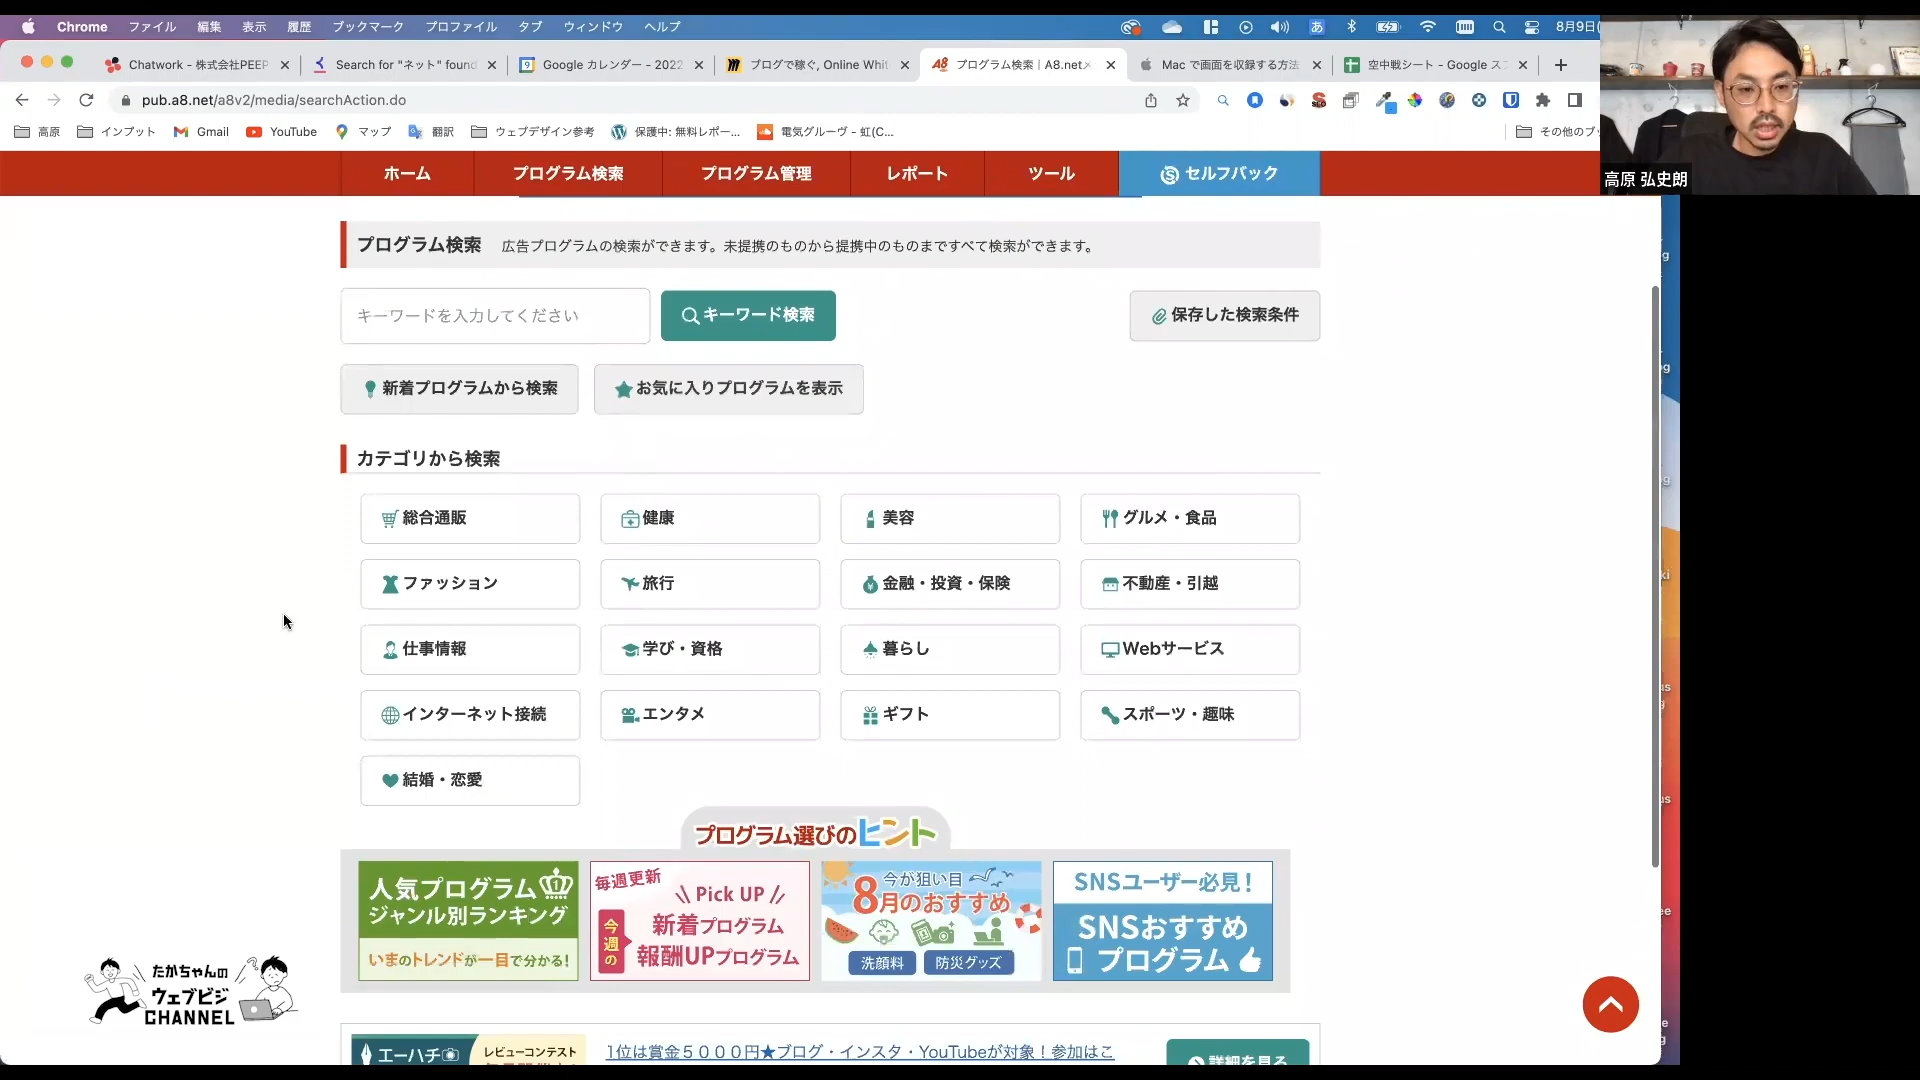 Chrome ファイル 編集 表示 履歴 ブックマーク プロファイル タブ ウィンドウ ヘルプ
あ 8月9日(
Chatwork - 株式会社PEEP
Search for "ネット" found
9 Google カレンダー - 2022
ブログで稼ぐ, Online Whit
A8 プログラム検索 | A8.net
Mac で画面を収録する方法
空中戦シート - Google ス
pub.a8.net/a8v2/media/searchAction.do
高原 インプット Gmail YouTube マップ 翻訳 ウェブデザイン参考 保護中: 無料レポー... 電気グルーヴ - 虹(C... その他のブ
高原 弘史朗
ホーム プログラム検索 プログラム管理 レポート ツール セルフバック
プログラム検索 広告プログラムの検索ができます。未提携のものから提携中のものまですべて検索ができます。
キーワードを入力してください キーワード検索 保存した検索条件
新着プログラムから検索 お気に入りプログラムを表示
カテゴリから検索
総合通販 健康 美容 グルメ・食品
ファッション 旅行 金融・投資・保険 不動産・引越
仕事情報 学び・資格 暮らし Webサービス
インターネット接続 エンタメ ギフト スポーツ・趣味
結婚・恋愛
プログラム選びのヒント
人気プログラム
ジャンル別ランキング
いまのトレンドが一目で分かる!
毎週更新
Pick UP
今週の
新着プログラム
報酬UPプログラム
今が狙い目
8月のおすすめ
洗顔料 防災グッズ
SNSユーザー必見!
SNSおすすめ
プログラム
たかちゃんの
ウェブビジ
CHANNEL
エーハチ レビューコンテスト
1位は賞金5000円★ブログ・インスタ・YouTubeが対象!参加はこ
詳細を見る